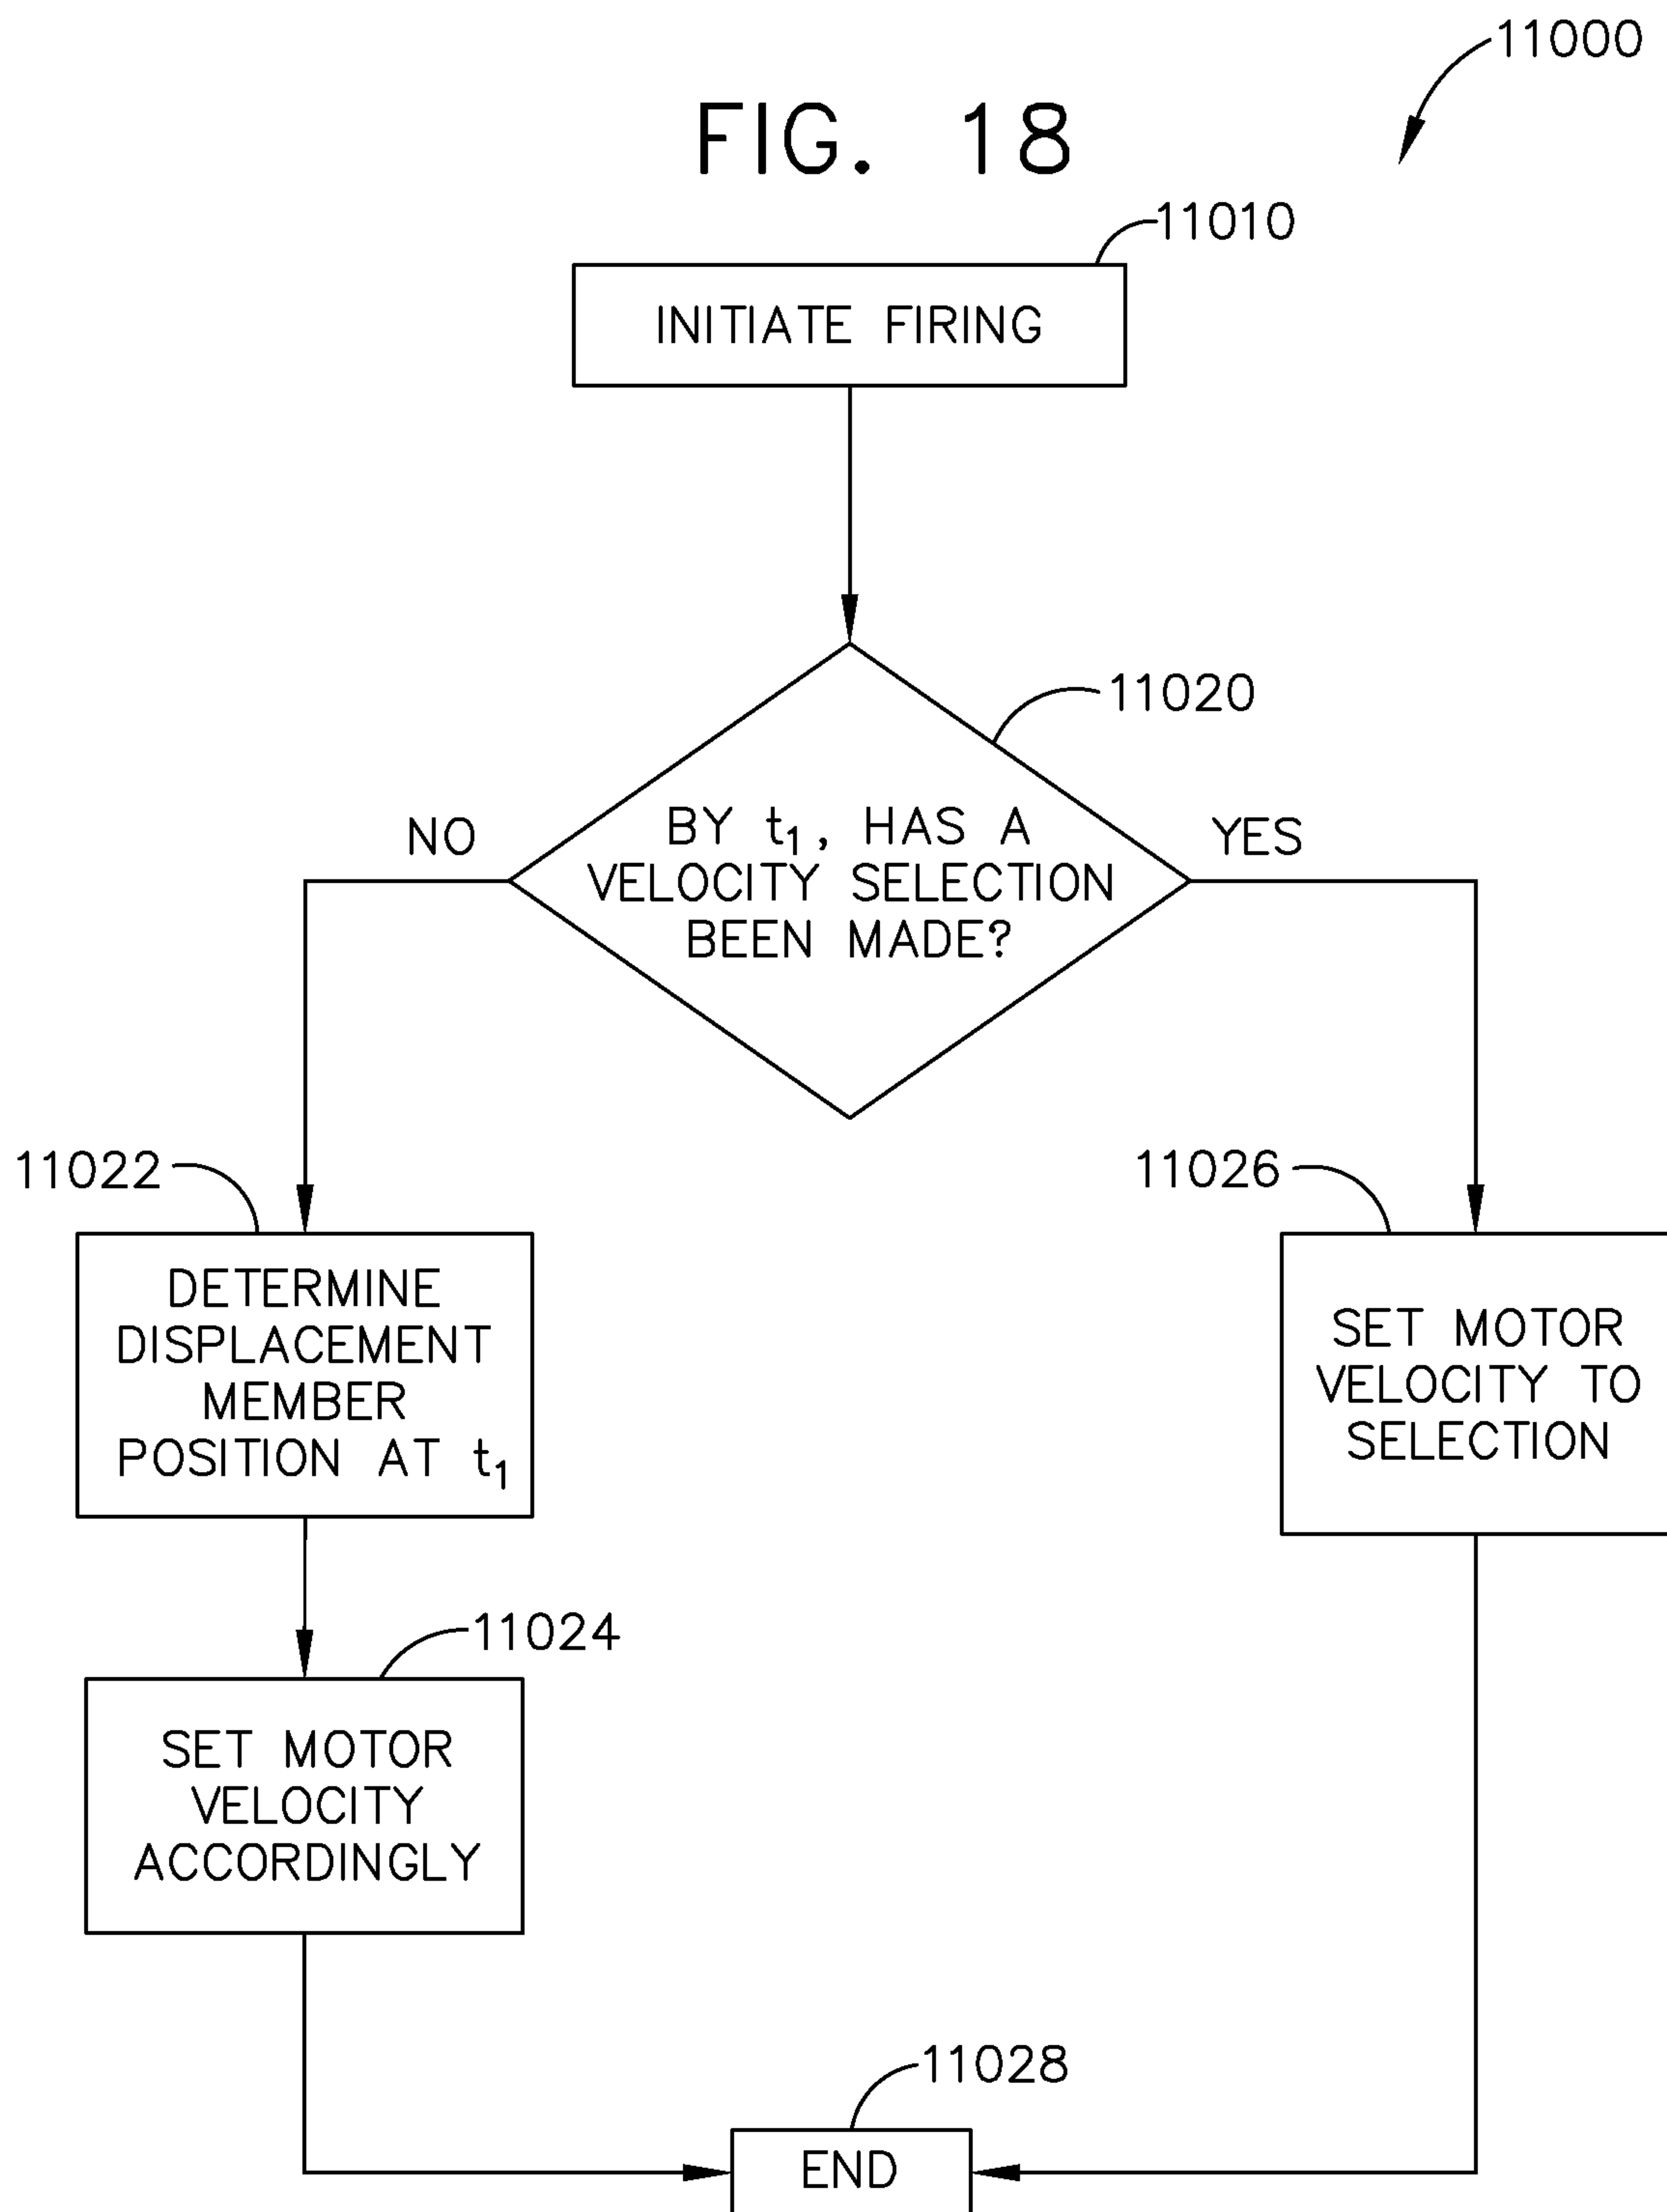 11000
FIG. 18
11010
INITIATE FIRING
11020
NO
BY t₁, HAS A
VELOCITY SELECTION
BEEN MADE?
YES
11022
DETERMINE
DISPLACEMENT
MEMBER
POSITION AT t₁
11026
SET MOTOR
VELOCITY TO
SELECTION
11024
SET MOTOR
VELOCITY
ACCORDINGLY
11028
END